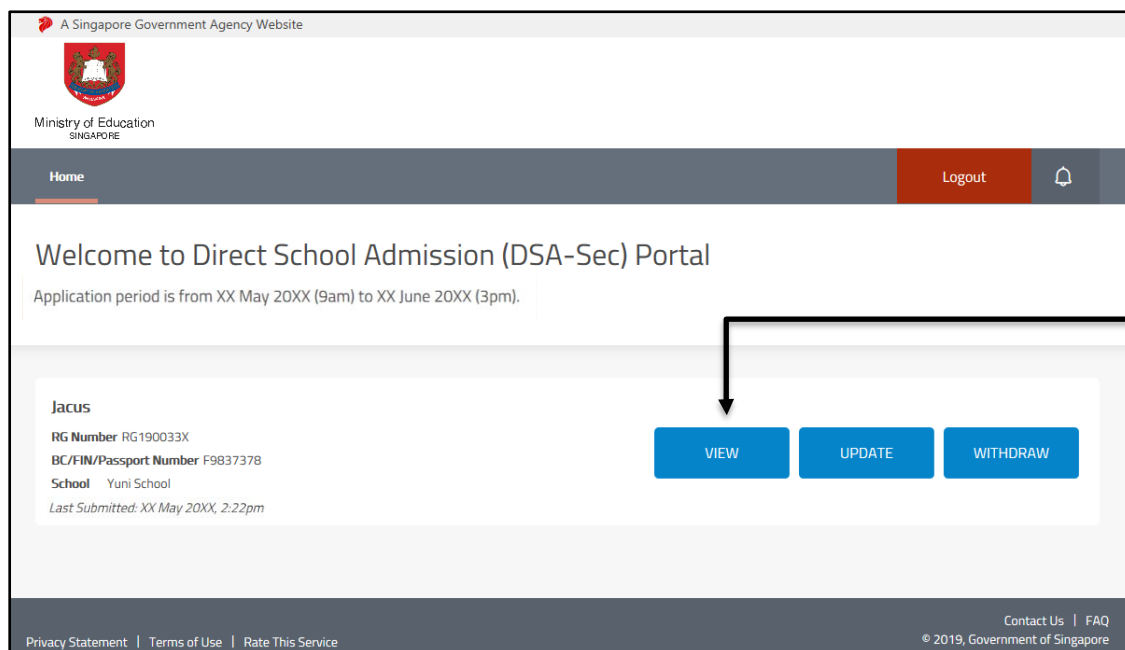 A Singapore Government Agency Website
Ministry of Education
SINGAPORE
Home
Logout
Welcome to Direct School Admission (DSA-Sec) Portal
Application period is from XX May 20XX (9am) to XX June 20XX (3pm).
Jacus
RG Number RG190033X
BC/FIN/Passport Number F9837378
School Yuni School
Last Submitted: XX May 20XX, 2:22pm
VIEW
UPDATE
WITHDRAW
Contact Us | FAQ
Privacy Statement | Terms of Use | Rate This Service
© 2019, Government of Singapore